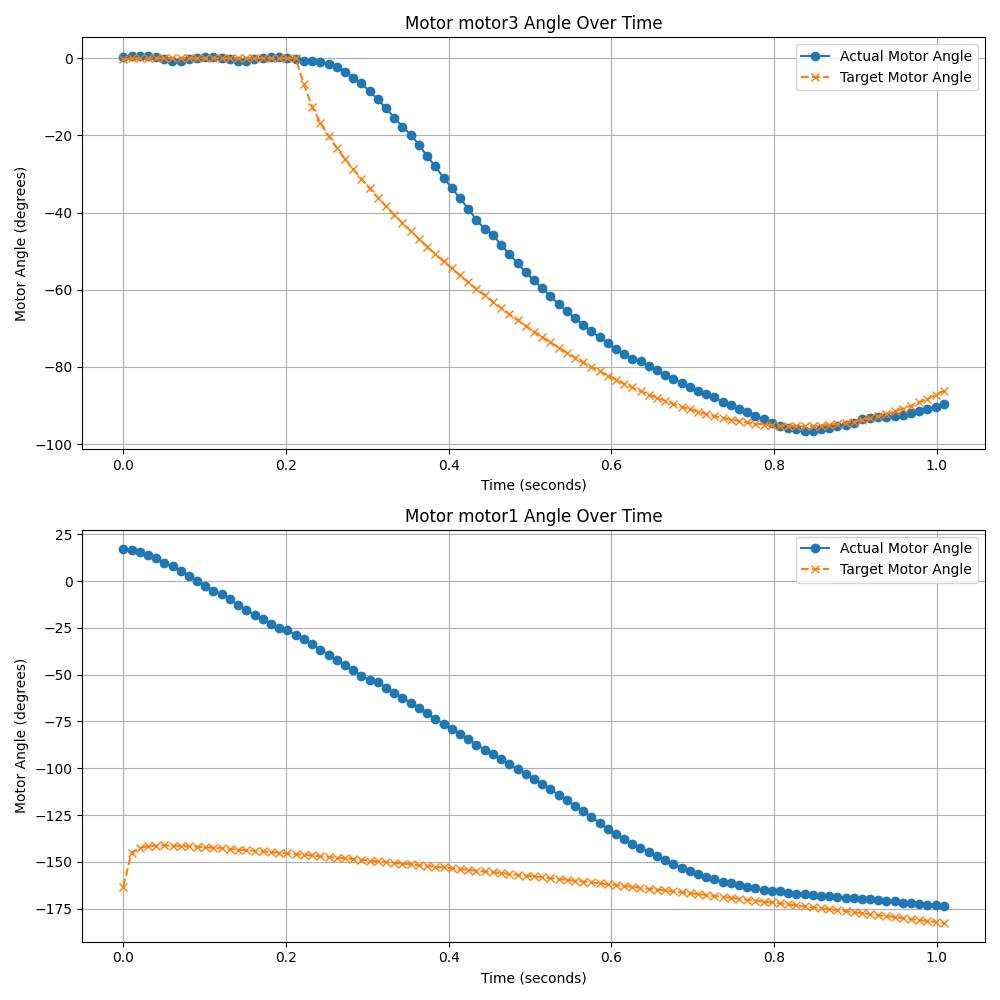 Motor motor3 Angle Over Time
Actual Motor Angle
Target Motor Angle
Motor Angle (degrees)
0
−20
−40
−60
−80
−100
0.0 0.2 0.4 0.6 0.8 1.0
Time (seconds)
Motor motor1 Angle Over Time
Actual Motor Angle
Target Motor Angle
Motor Angle (degrees)
25
0
−25
−50
−75
−100
−125
−150
−175
0.0 0.2 0.4 0.6 0.8 1.0
Time (seconds)